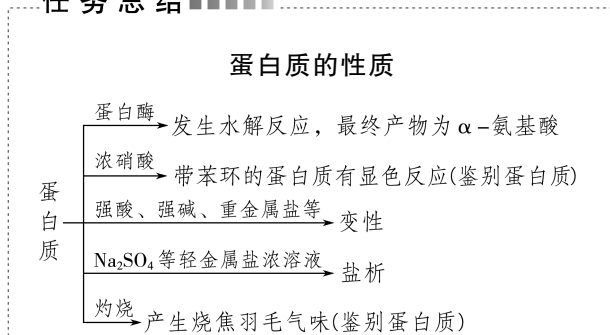 任务总结
蛋白质的性质
蛋白酶 发生水解反应，最终产物为α-氨基酸
浓硝酸 带苯环的蛋白质有显色反应(鉴别蛋白质)
蛋白质
强酸、强碱、重金属盐等 变性
Na₂SO₄等轻金属盐浓溶液 盐析
灼烧 产生烧焦羽毛气味(鉴别蛋白质)